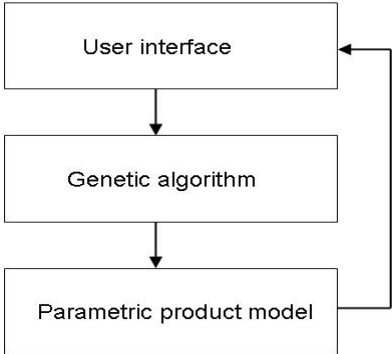 User interface
Genetic algorithm
Parametric product model